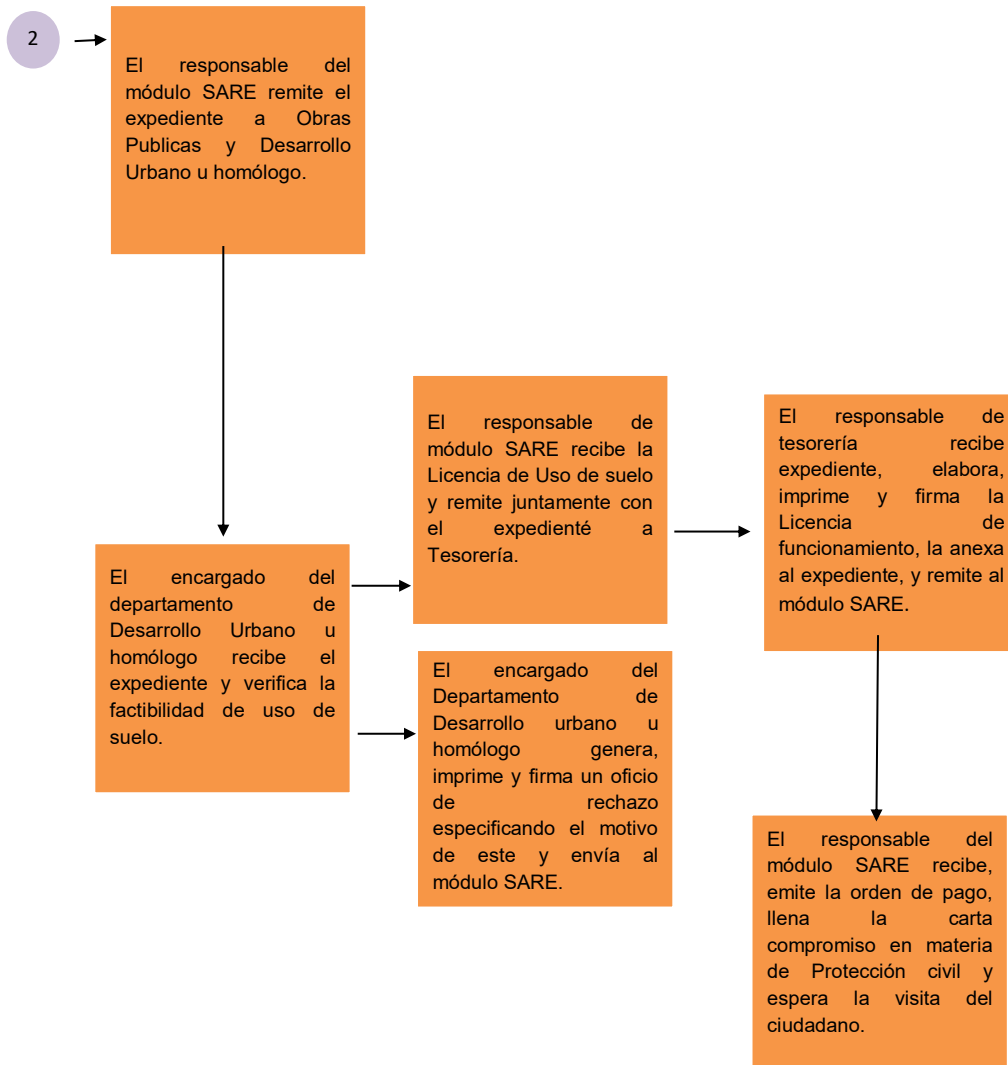 2
El responsable del
módulo SARE remite el
expediente a Obras
Publicas y Desarrollo
Urbano u homólogo.
El responsable de
módulo SARE recibe la
Licencia de Uso de suelo
y remite juntamente con
el expedienté a
Tesorería.
El responsable de
tesorería recibe
expediente, elabora,
imprime y firma la
Licencia de
funcionamiento, la anexa
al expediente, y remite al
módulo SARE.
El encargado del
departamento de
Desarrollo Urbano u
homólogo recibe el
expediente y verifica la
factibilidad de uso de
suelo.
El encargado del
Departamento de
Desarrollo urbano u
homólogo genera,
imprime y firma un oficio
de rechazo
especificando el motivo
de este y envía al
módulo SARE.
El responsable del
módulo SARE recibe,
emite la orden de pago,
llena la carta
compromiso en materia
de Protección civil y
espera la visita del
ciudadano.